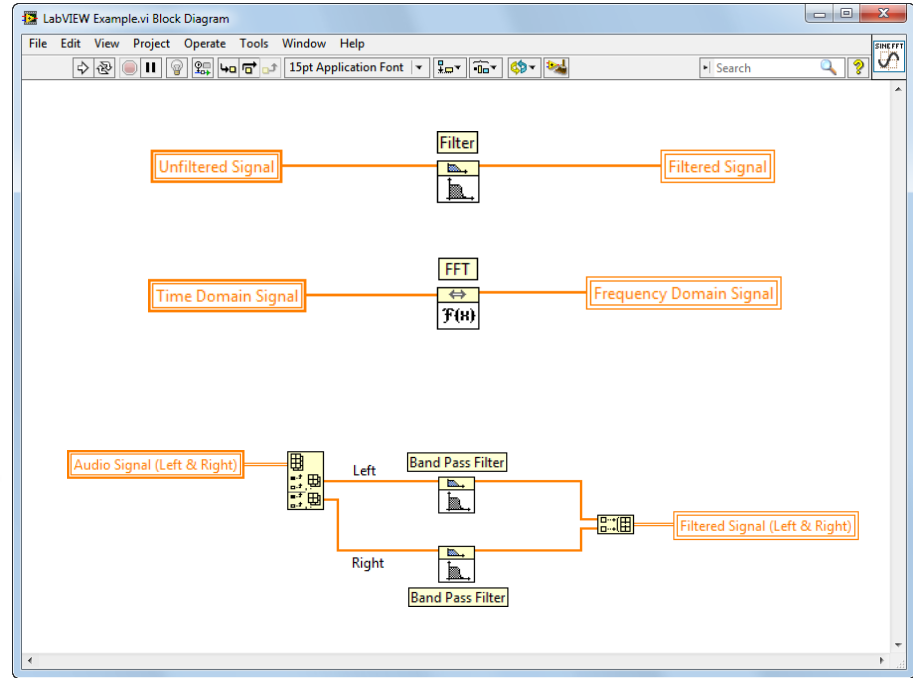 LabVIEW Example.vi Block Diagram
File Edit View Project Operate Tools Window Help
15pt Application Font
Search
SINEFFT
Filter
Unfiltered Signal
Filtered Signal
FFT
Time Domain Signal
Frequency Domain Signal
F(x)
Audio Signal (Left & Right)
Left
Band Pass Filter
Filtered Signal (Left & Right)
Right
Band Pass Filter